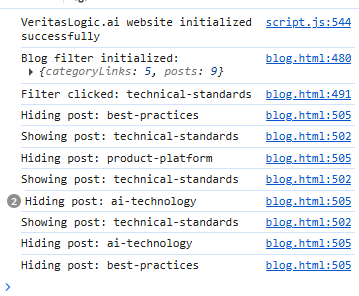 VeritasLogic.ai website initialized script.js:544
successfully
Blog filter initialized: blog.html:480
{categoryLinks: 5, posts: 9}
Filter clicked: technical-standards blog.html:491
Hiding post: best-practices blog.html:505
Showing post: technical-standards blog.html:502
Hiding post: product-platform blog.html:505
Showing post: technical-standards blog.html:502
2 Hiding post: ai-technology blog.html:505
Showing post: technical-standards blog.html:502
Hiding post: ai-technology blog.html:505
Hiding post: best-practices blog.html:505